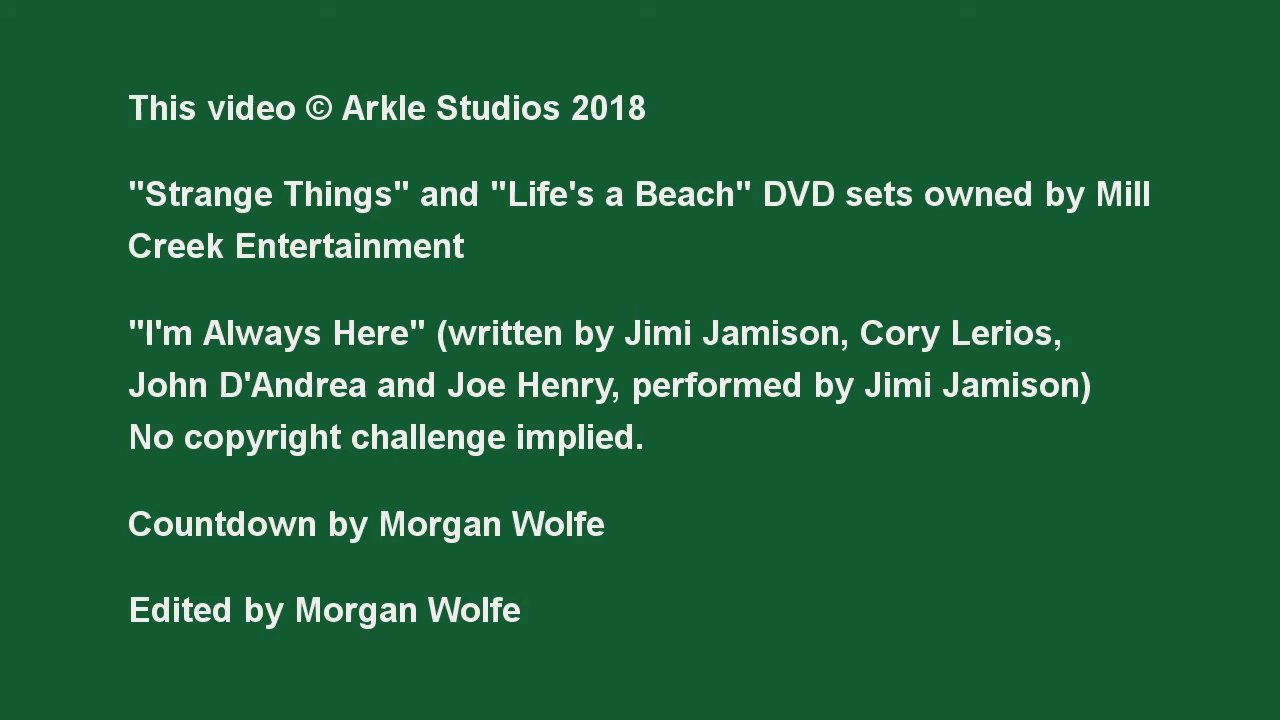 This video © Arkle Studios 2018
"Strange Things" and "Life's a Beach" DVD sets owned by Mill
Creek Entertainment
"I'm Always Here" (written by Jimi Jamison, Cory Lerios,
John D'Andrea and Joe Henry, performed by Jimi Jamison)
No copyright challenge implied.
Countdown by Morgan Wolfe
Edited by Morgan Wolfe